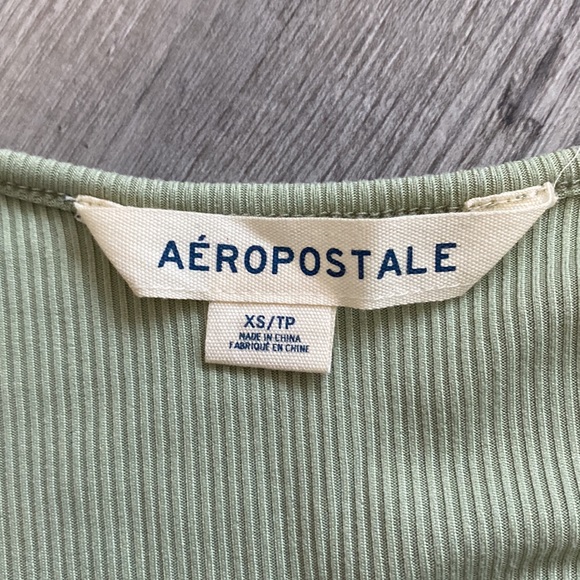 AÉROPOSTALE
XS/TP
MADE IN CHINA
FABRIQUÉ EN CHINE